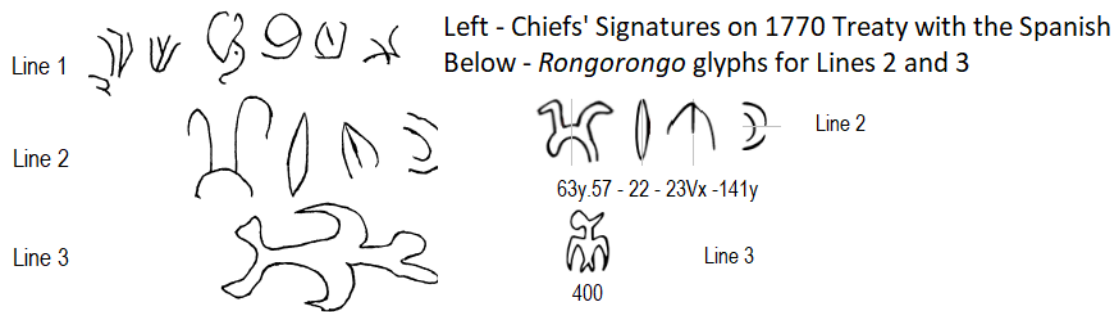 Left - Chiefs' Signatures on 1770 Treaty with the Spanish
Below - Rongorongo glyphs for Lines 2 and 3
Line 1
Line 2
Line 3
Line 2
63y.57 - 22 - 23Vx -141y
Line 3
400